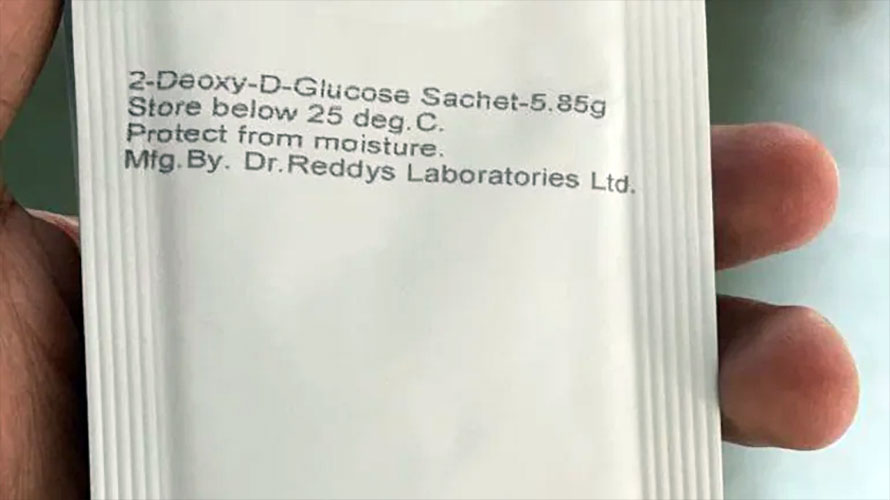 2-Deoxy-D-Glucose Sachet-5.85g
Store below 25 deg.C.
Protect from moisture.
Mfg.By. Dr.Reddys Laboratories Ltd.